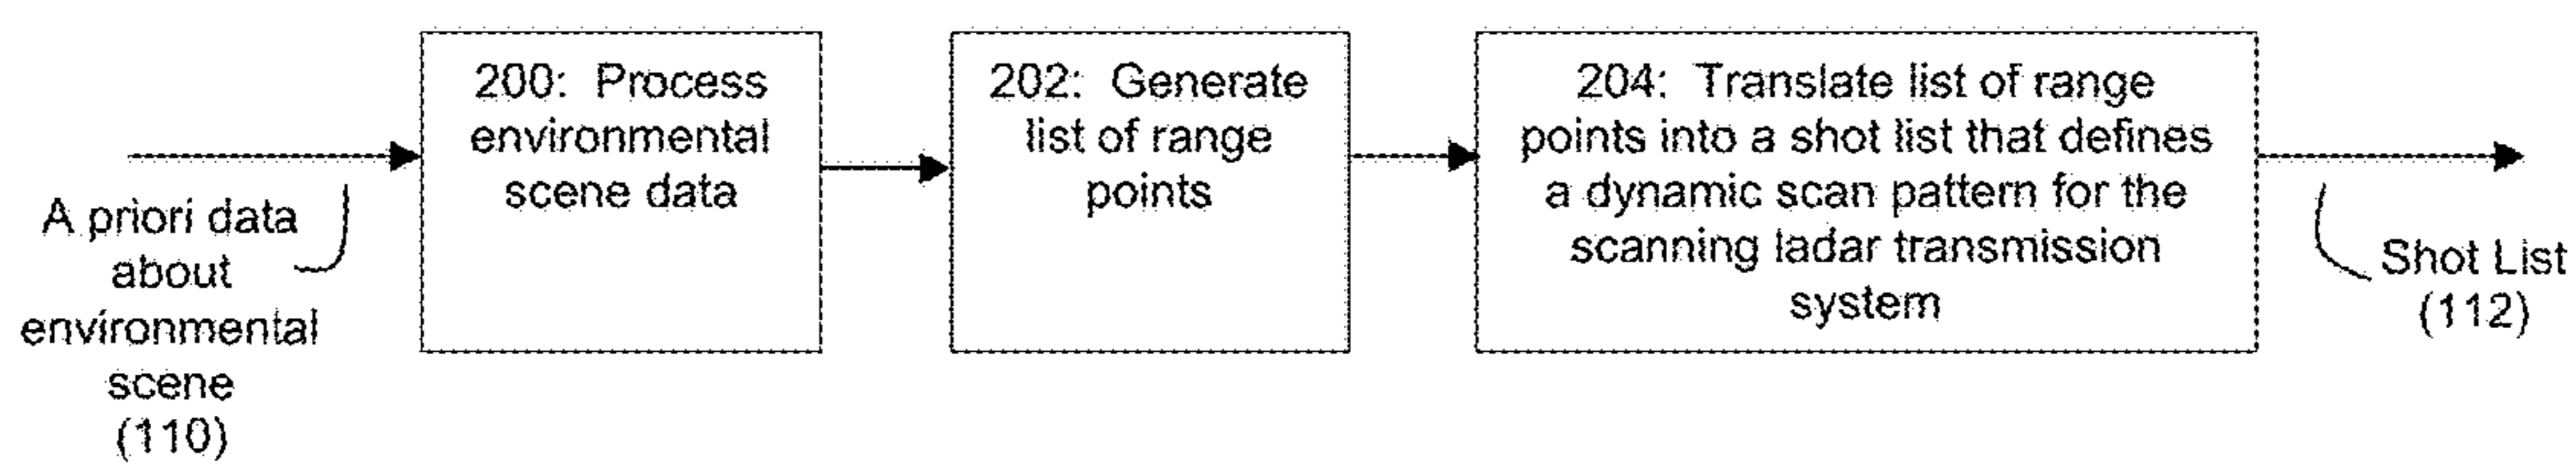 A priori data
about
environmental
scene
(110)
200: Process
environmental
scene data
202: Generate
list of range
points
204: Translate list of range
points into a shot list that defines
a dynamic scan pattern for the
scanning ladar transmission
system
Shot List
(112)